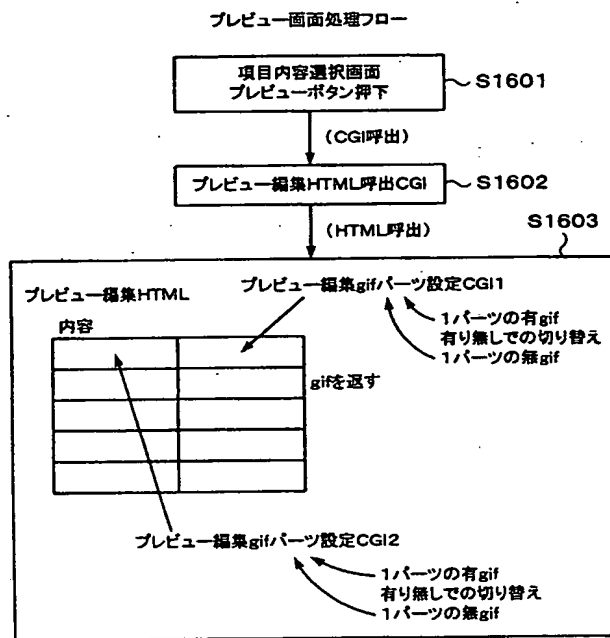 プレビュー画面処理フロー
項目内容選択画面
プレビューボタン押下
S1601
(CGI呼出)
プレビュー編集HTML呼出CGI
S1602
(HTML呼出)
S1603
プレビュー編集HTML
プレビュー編集gifパーツ設定CGI1
1パーツの有gif
有り無しでの切り替え
1パーツの無gif
内容
gifを返す
プレビュー編集gifパーツ設定CGI2
1パーツの有gif
有り無しでの切り替え
1パーツの無gif